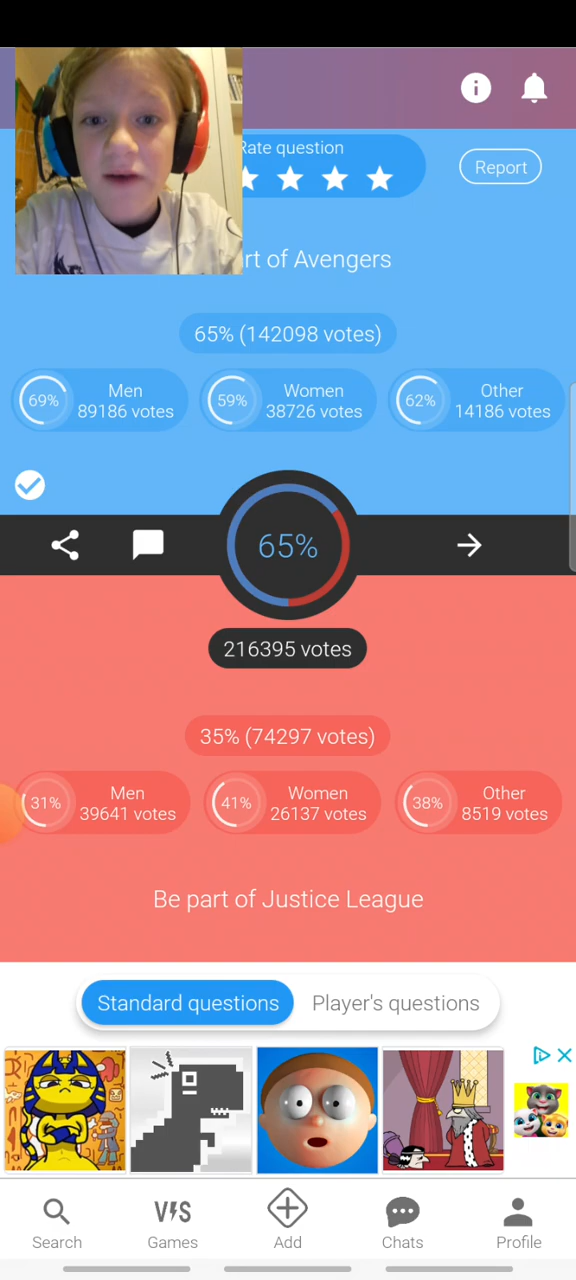 Rate question
Report
rt of Avengers
65% (142098 votes)
69%
Men
89186 votes
59%
Women
38726 votes
62%
Other
14186 votes
65%
216395 votes
35% (74297 votes)
31%
Men
39641 votes
41%
Women
26137 votes
38%
Other
8519 votes
Be part of Justice League
Standard questions
Player's questions
Search
VS
Games
Add
Chats
Profile